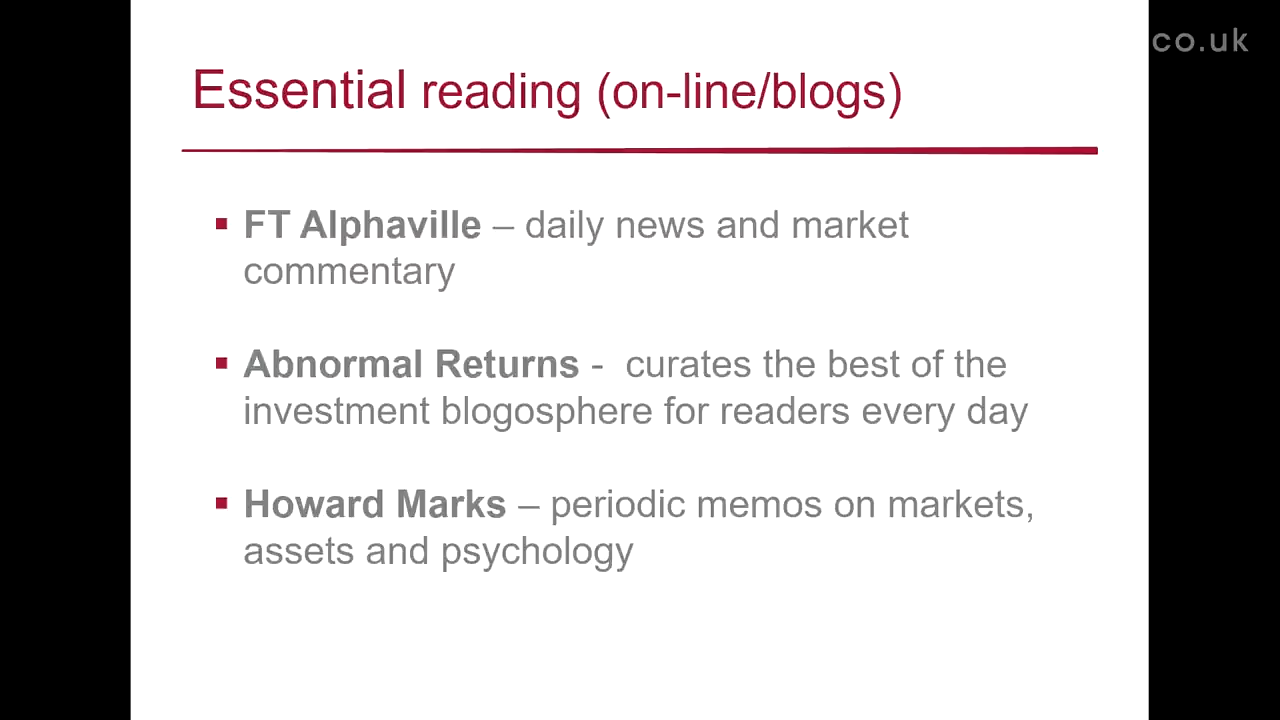 co.uk
Essential reading (on-line/blogs)
▪ FT Alphaville – daily news and market
commentary
▪ Abnormal Returns -  curates the best of the
investment blogosphere for readers every day
▪ Howard Marks – periodic memos on markets,
assets and psychology